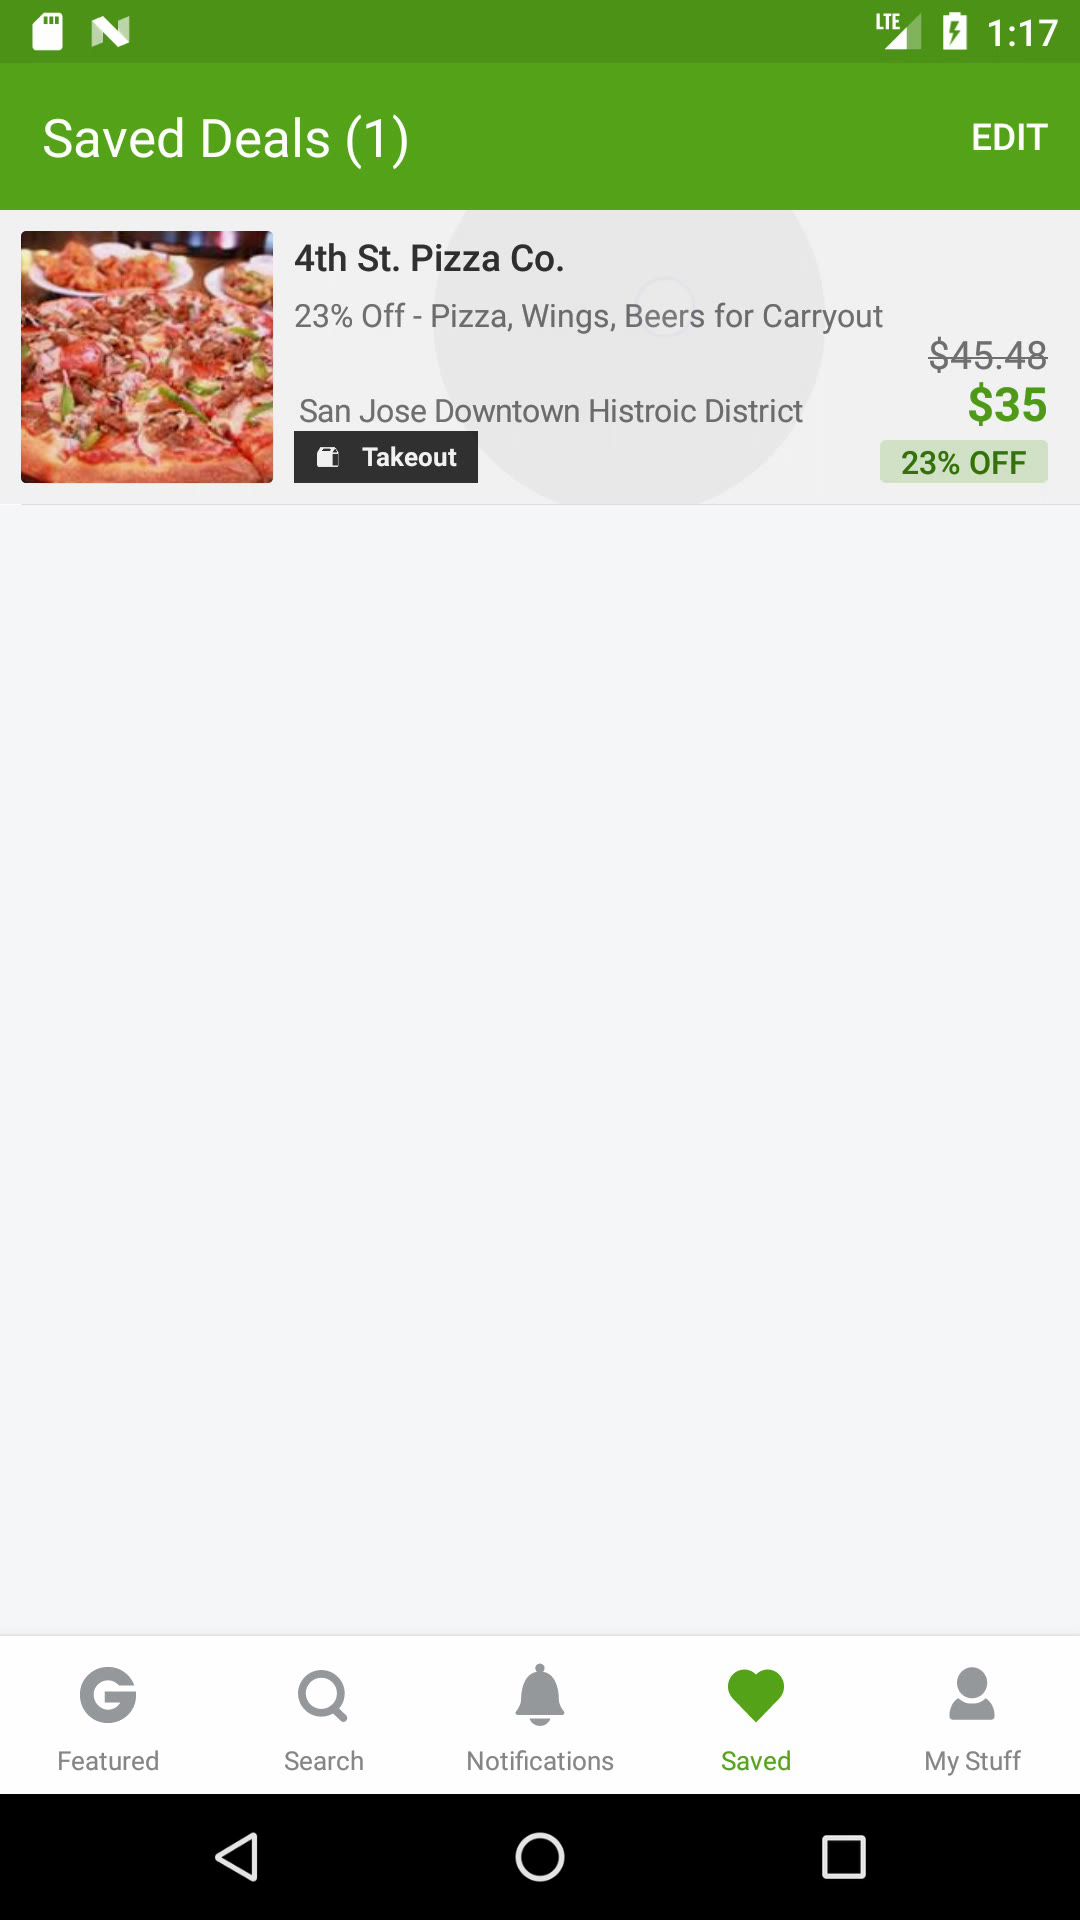 LTE 1:17
Saved Deals (1) EDIT
4th St. Pizza Co.
23% Off - Pizza, Wings, Beers for Carryout
$45.48
San Jose Downtown Histroic District $35
Takeout 23% OFF
Featured Search Notifications Saved My Stuff